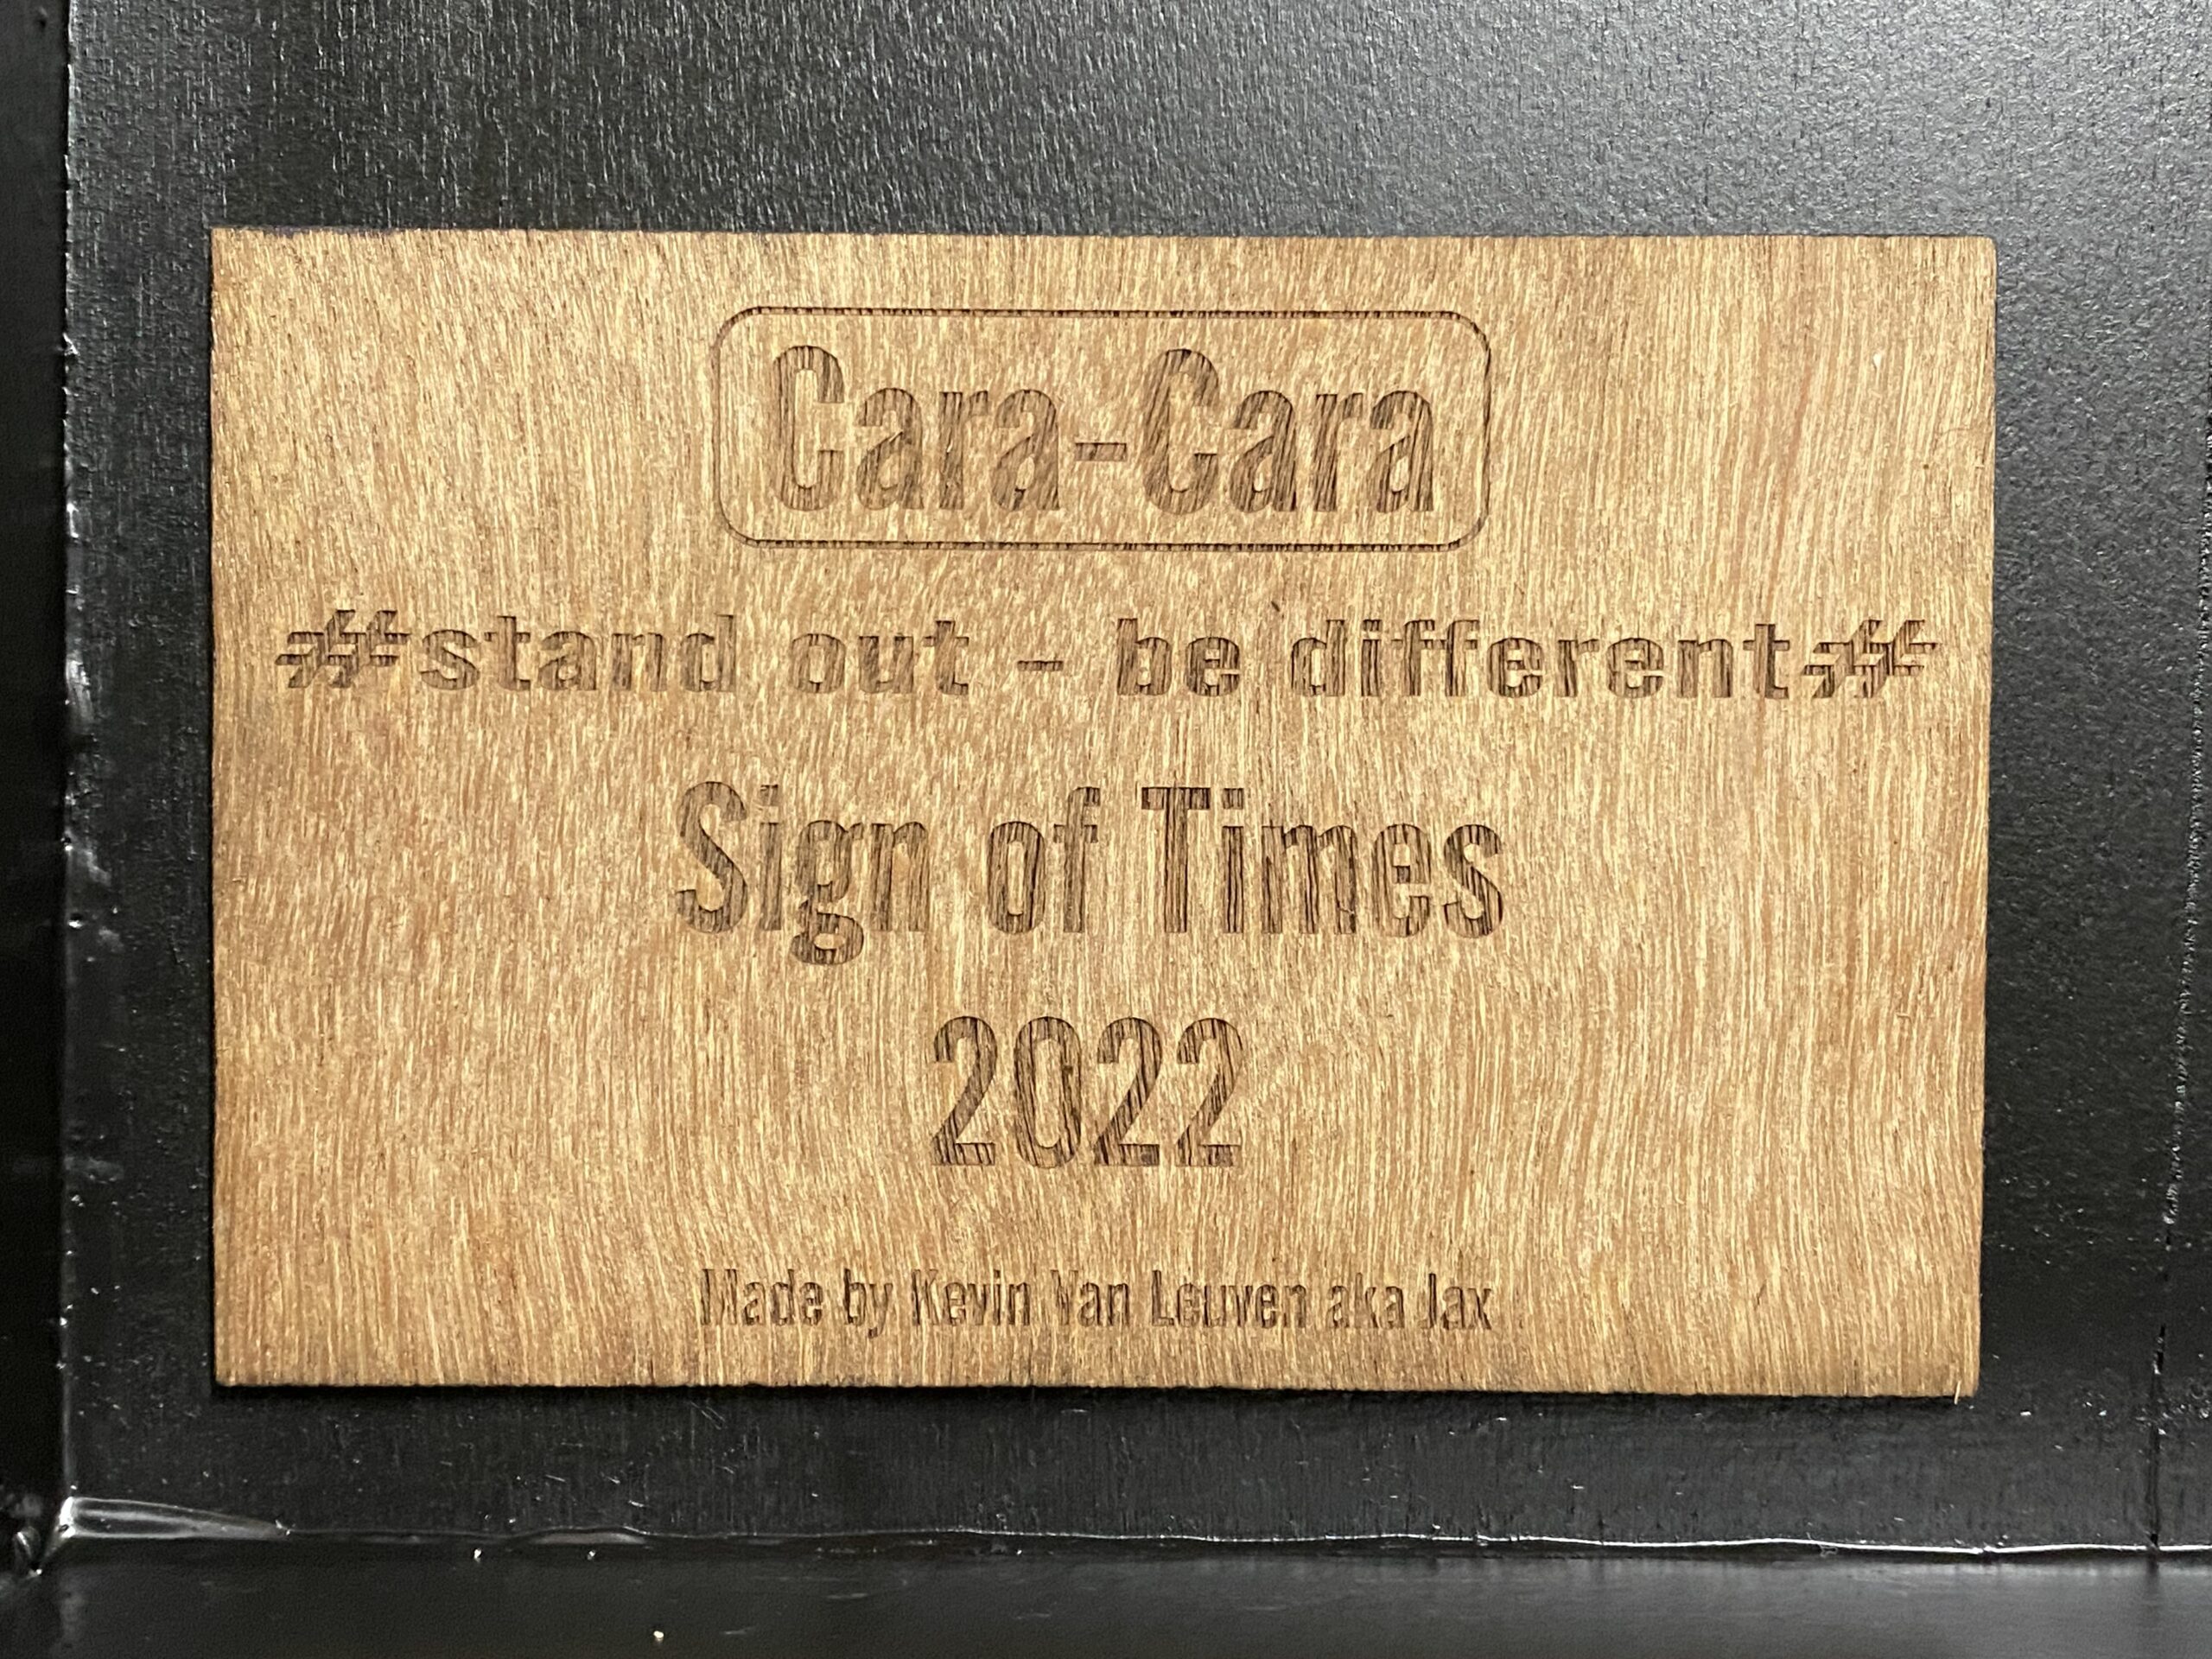 Cara-Cara
#stand out - be different#
Sign of Times
2022
Made by Kevin Van Leuven aka Jax